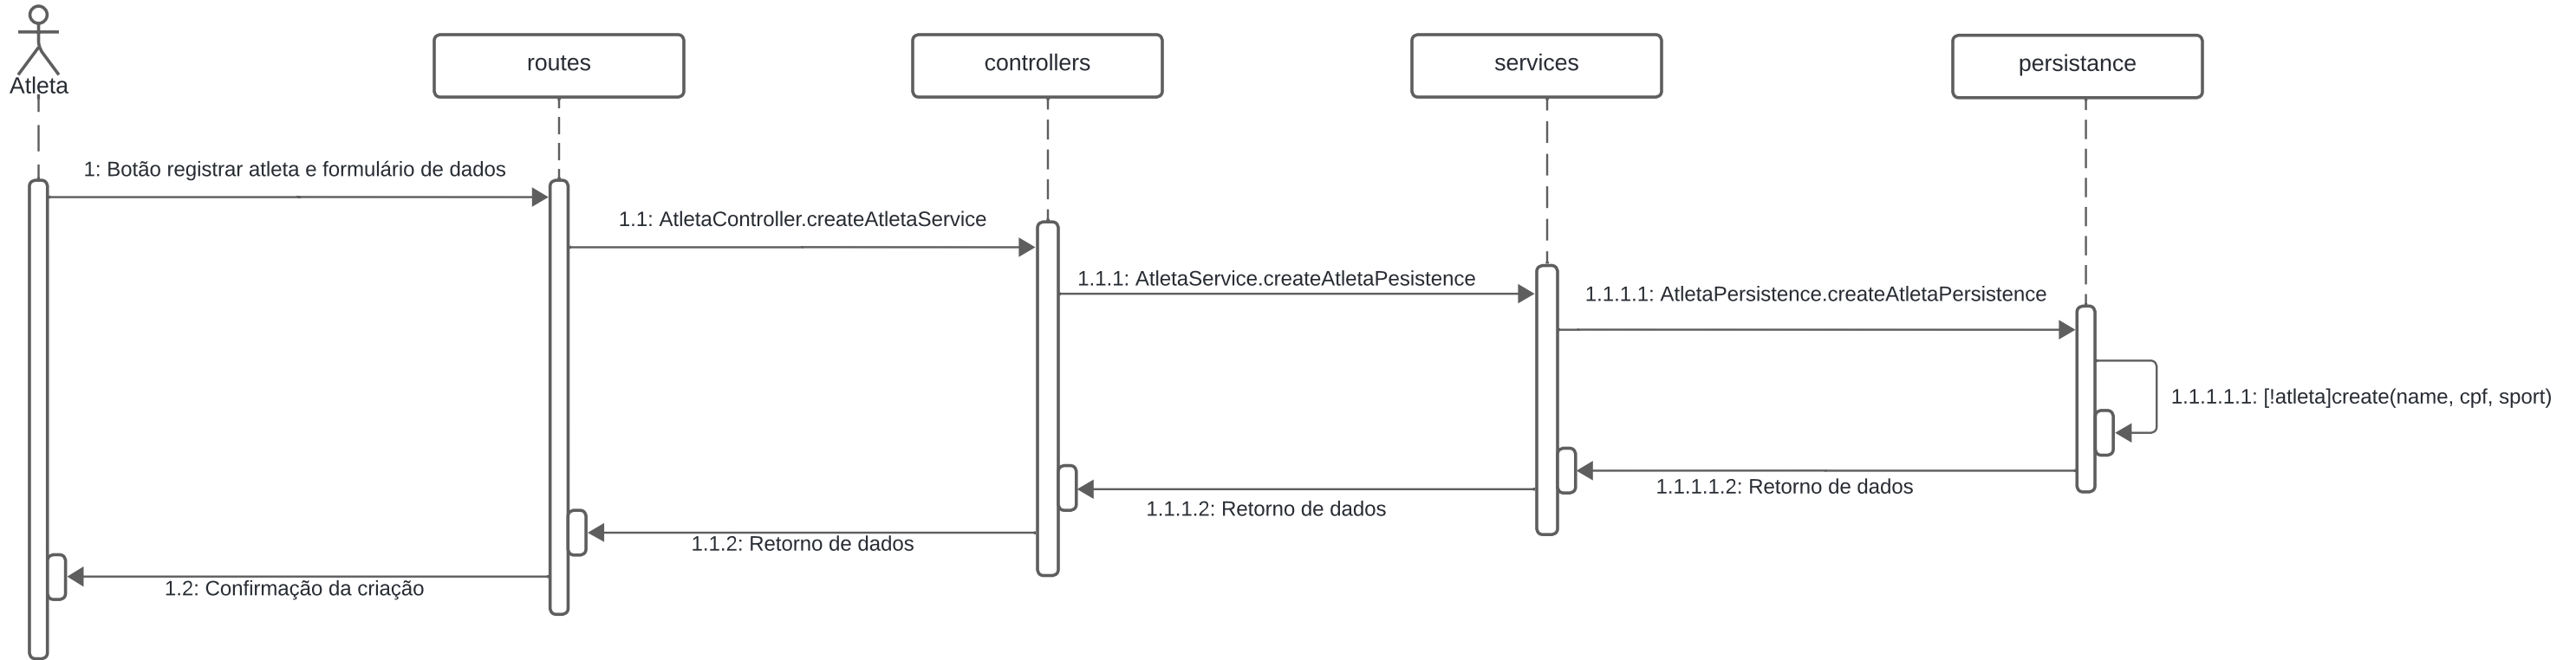 Atleta
routes
controllers
services
persistance
1: Botão registrar atleta e formulário de dados
1.1: AtletaController.createAtletaService
1.1.1: AtletaService.createAtletaPesistence
1.1.1.1: AtletaPersistence.createAtletaPersistence
1.1.1.1.1: [!atleta]create(name, cpf, sport)
1.1.1.1.2: Retorno de dados
1.1.1.2: Retorno de dados
1.1.2: Retorno de dados
1.2: Confirmação da criação